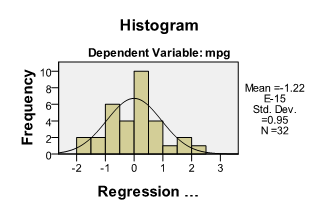 Histogram
Dependent Variable: mpg
Frequency
10
8
6
4
2
0
-2 -1 0 1 2 3
Regression ...
Mean =-1.22
E-15
Std. Dev.
=0.95
N =32